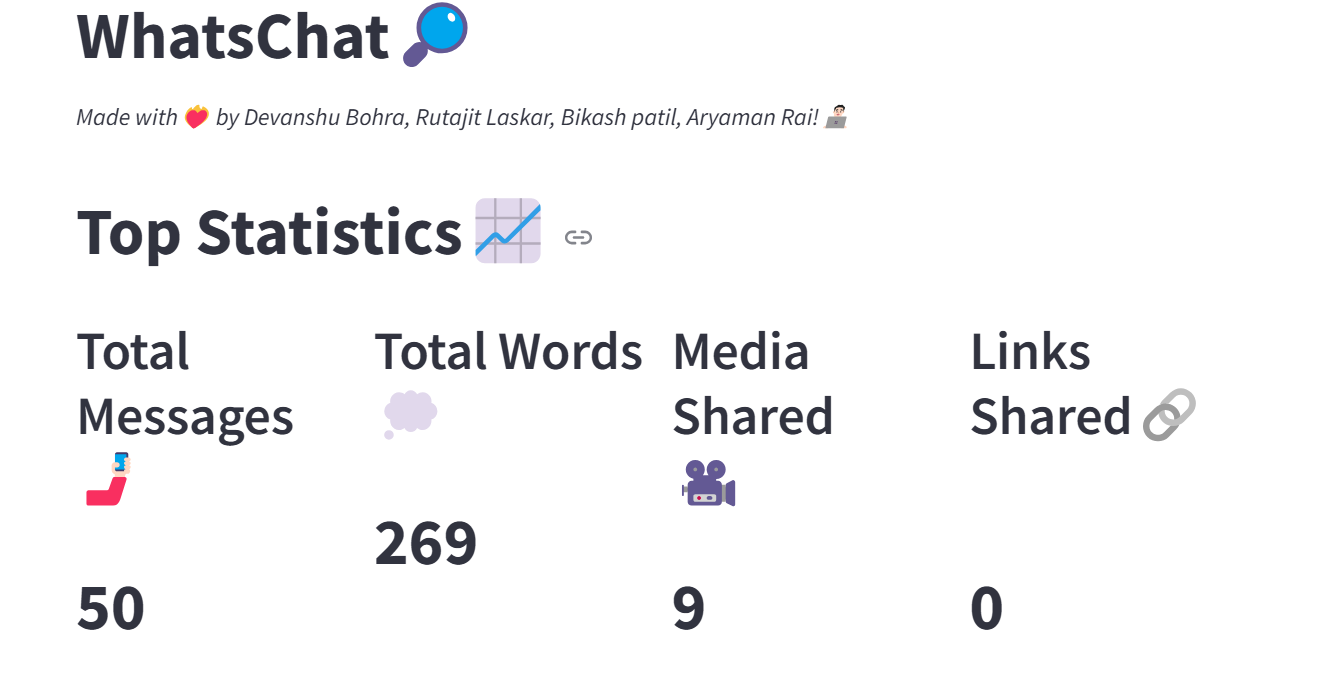 WhatsChat
Made with ❤️‍🔥 by Devanshu Bohra, Rutajit Laskar, Bikash patil, Aryaman Rai!
Top Statistics
Total Messages
50
Total Words
269
Media Shared
9
Links Shared
0